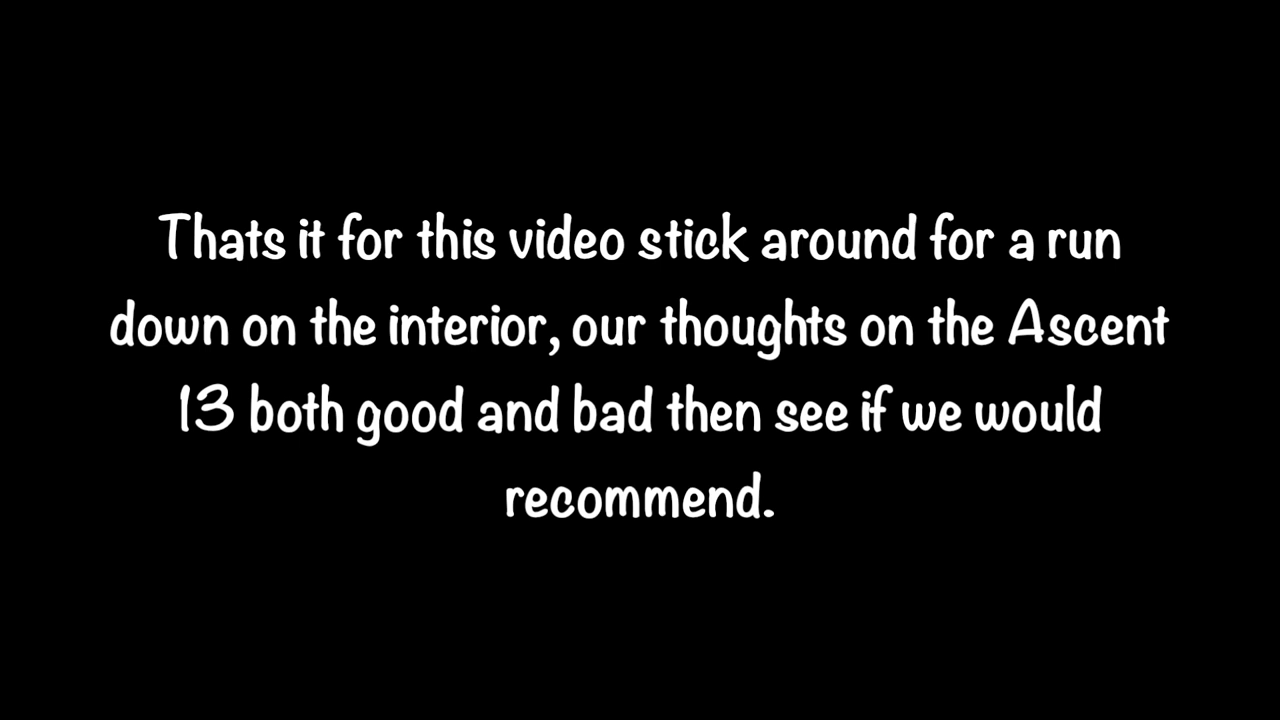 Thats it for this video stick around for a run
down on the interior, our thoughts on the Ascent
13 both good and bad then see if we would
recommend.